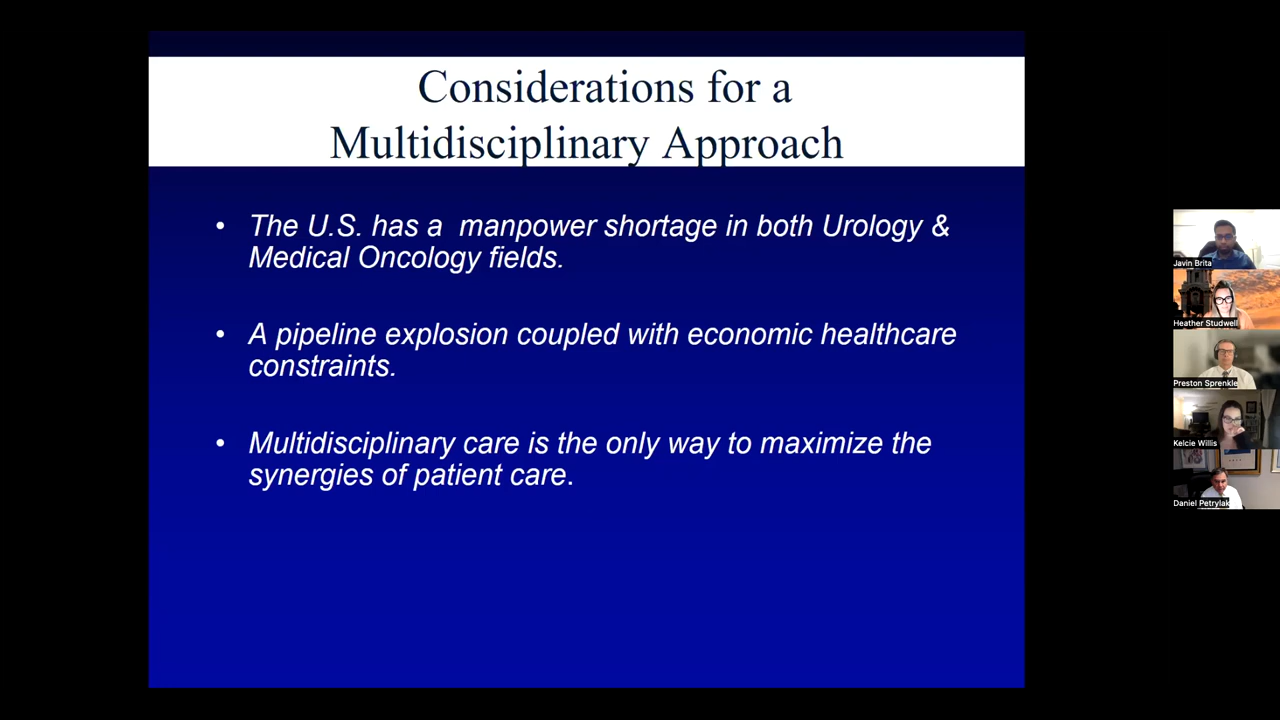 Considerations for a
Multidisciplinary Approach
• The U.S. has a  manpower shortage in both Urology &
Medical Oncology fields.
• A pipeline explosion coupled with economic healthcare
constraints.
• Multidisciplinary care is the only way to maximize the
synergies of patient care.
Javin Brita
Heather Studwell
Preston Sprenkle
Kelcie Willis
Daniel Petrylak